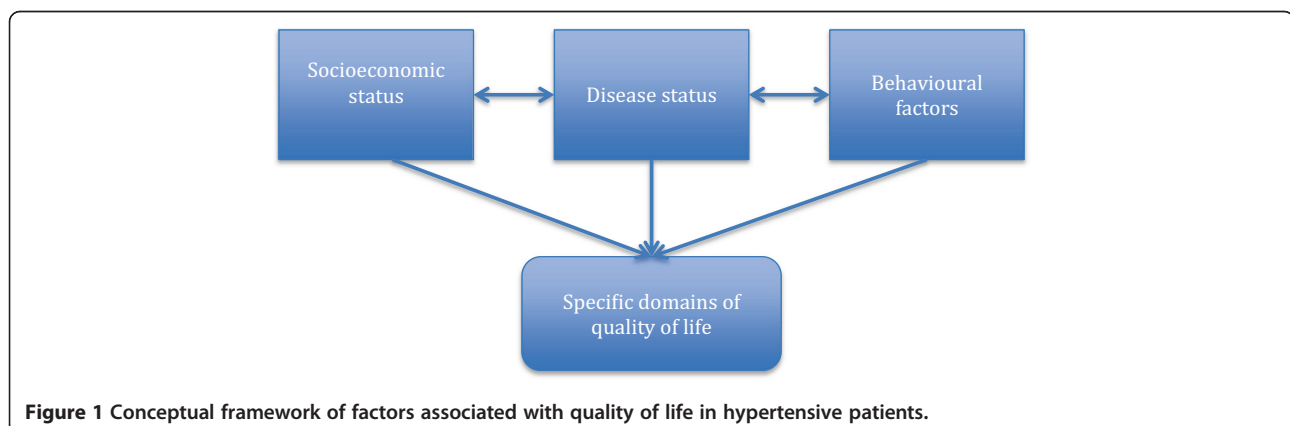 Socioeconomic
status
Disease status
Behavioural
factors
Specific domains of
quality of life
Figure 1 Conceptual framework of factors associated with quality of life in hypertensive patients.